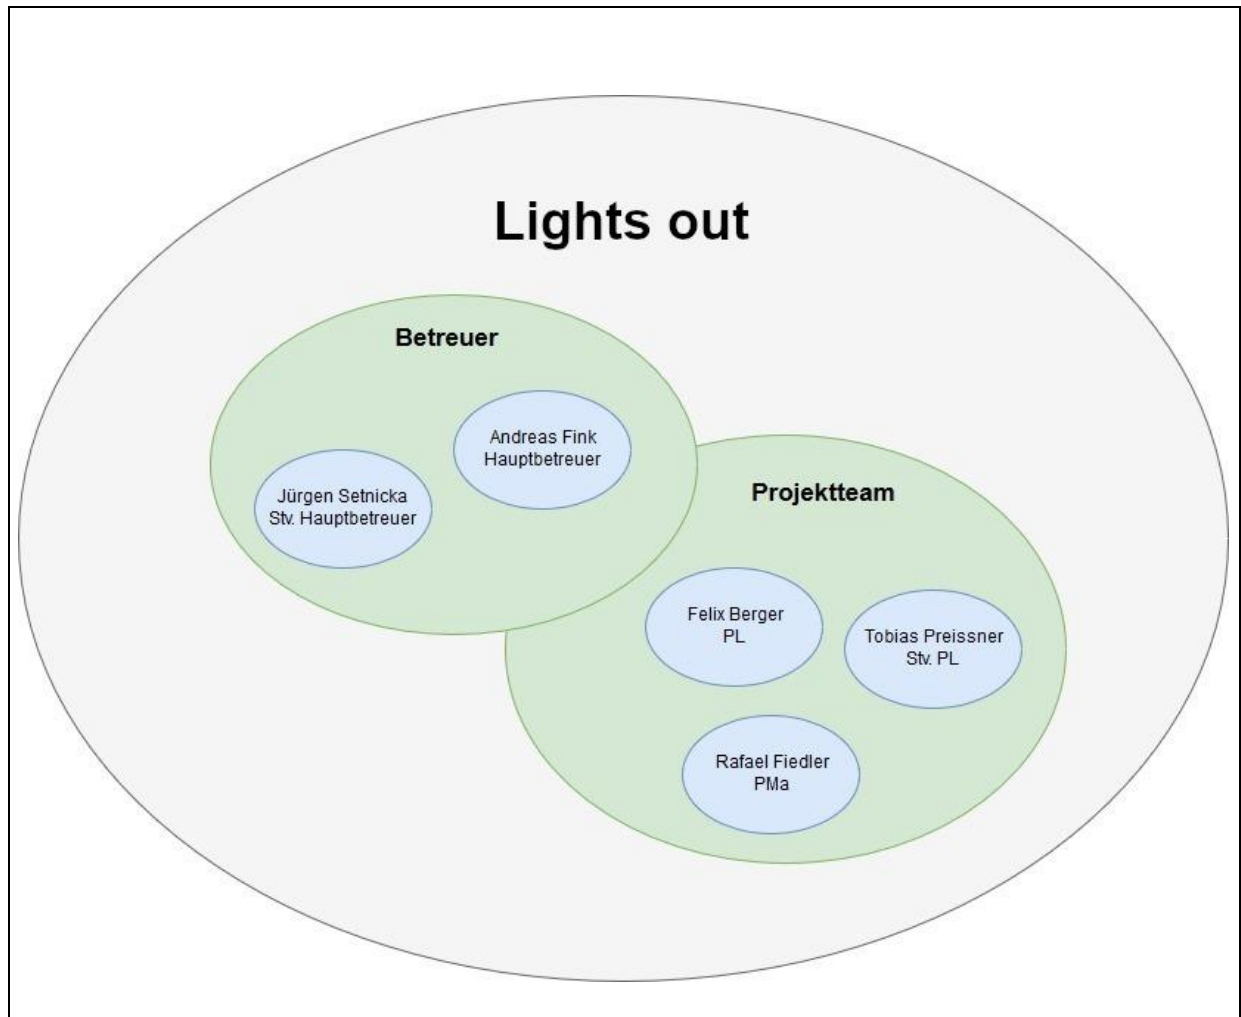 Lights out
Betreuer
Andreas Fink
Hauptbetreuer
Jürgen Setnicka
Stv. Hauptbetreuer
Projektteam
Felix Berger
PL
Tobias Preissner
Stv. PL
Rafael Fiedler
PMa